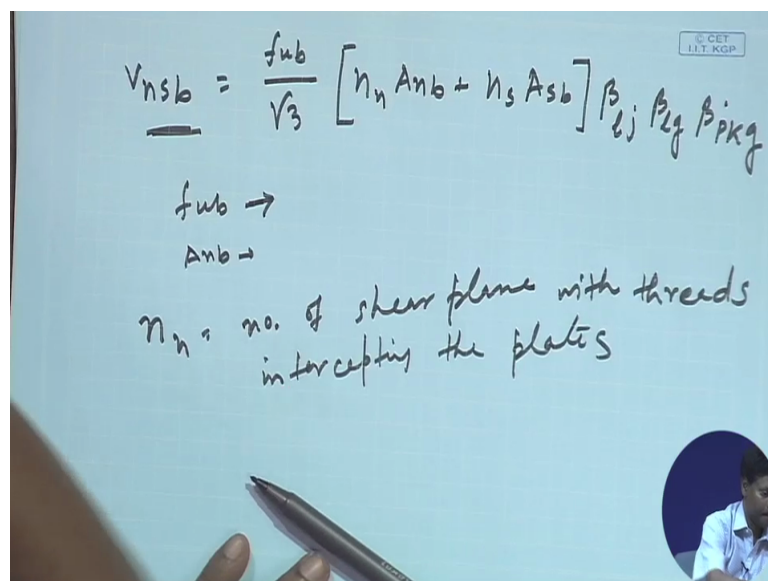 © CET
I.I.T. KGP
Vnsb = fub/√3 [nn Anb + ns Asb] βlj βlg βpkg
fub →
Anb →
nn = no. of shear plane with threads
intercepting the plates